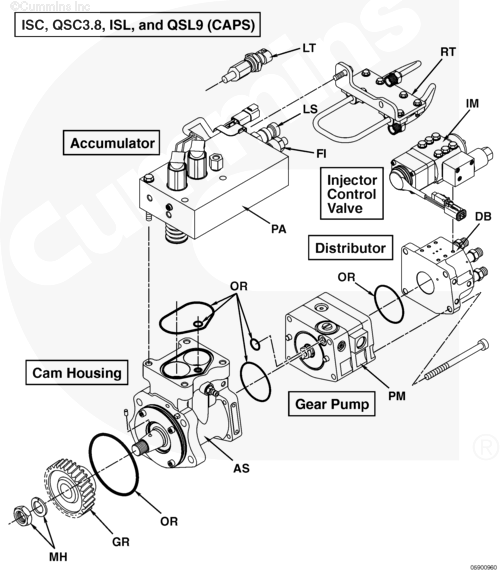 ©Cummins Inc.
ISC, QSC3.8, ISL, and QSL9 (CAPS)
LT
RT
LS
IM
Accumulator
FI
Injector
Control
Valve
PA
DB
Distributor
OR
OR
Cam Housing
PM
Gear Pump
AS
OR
GR
MH
Cummins
®
06900960